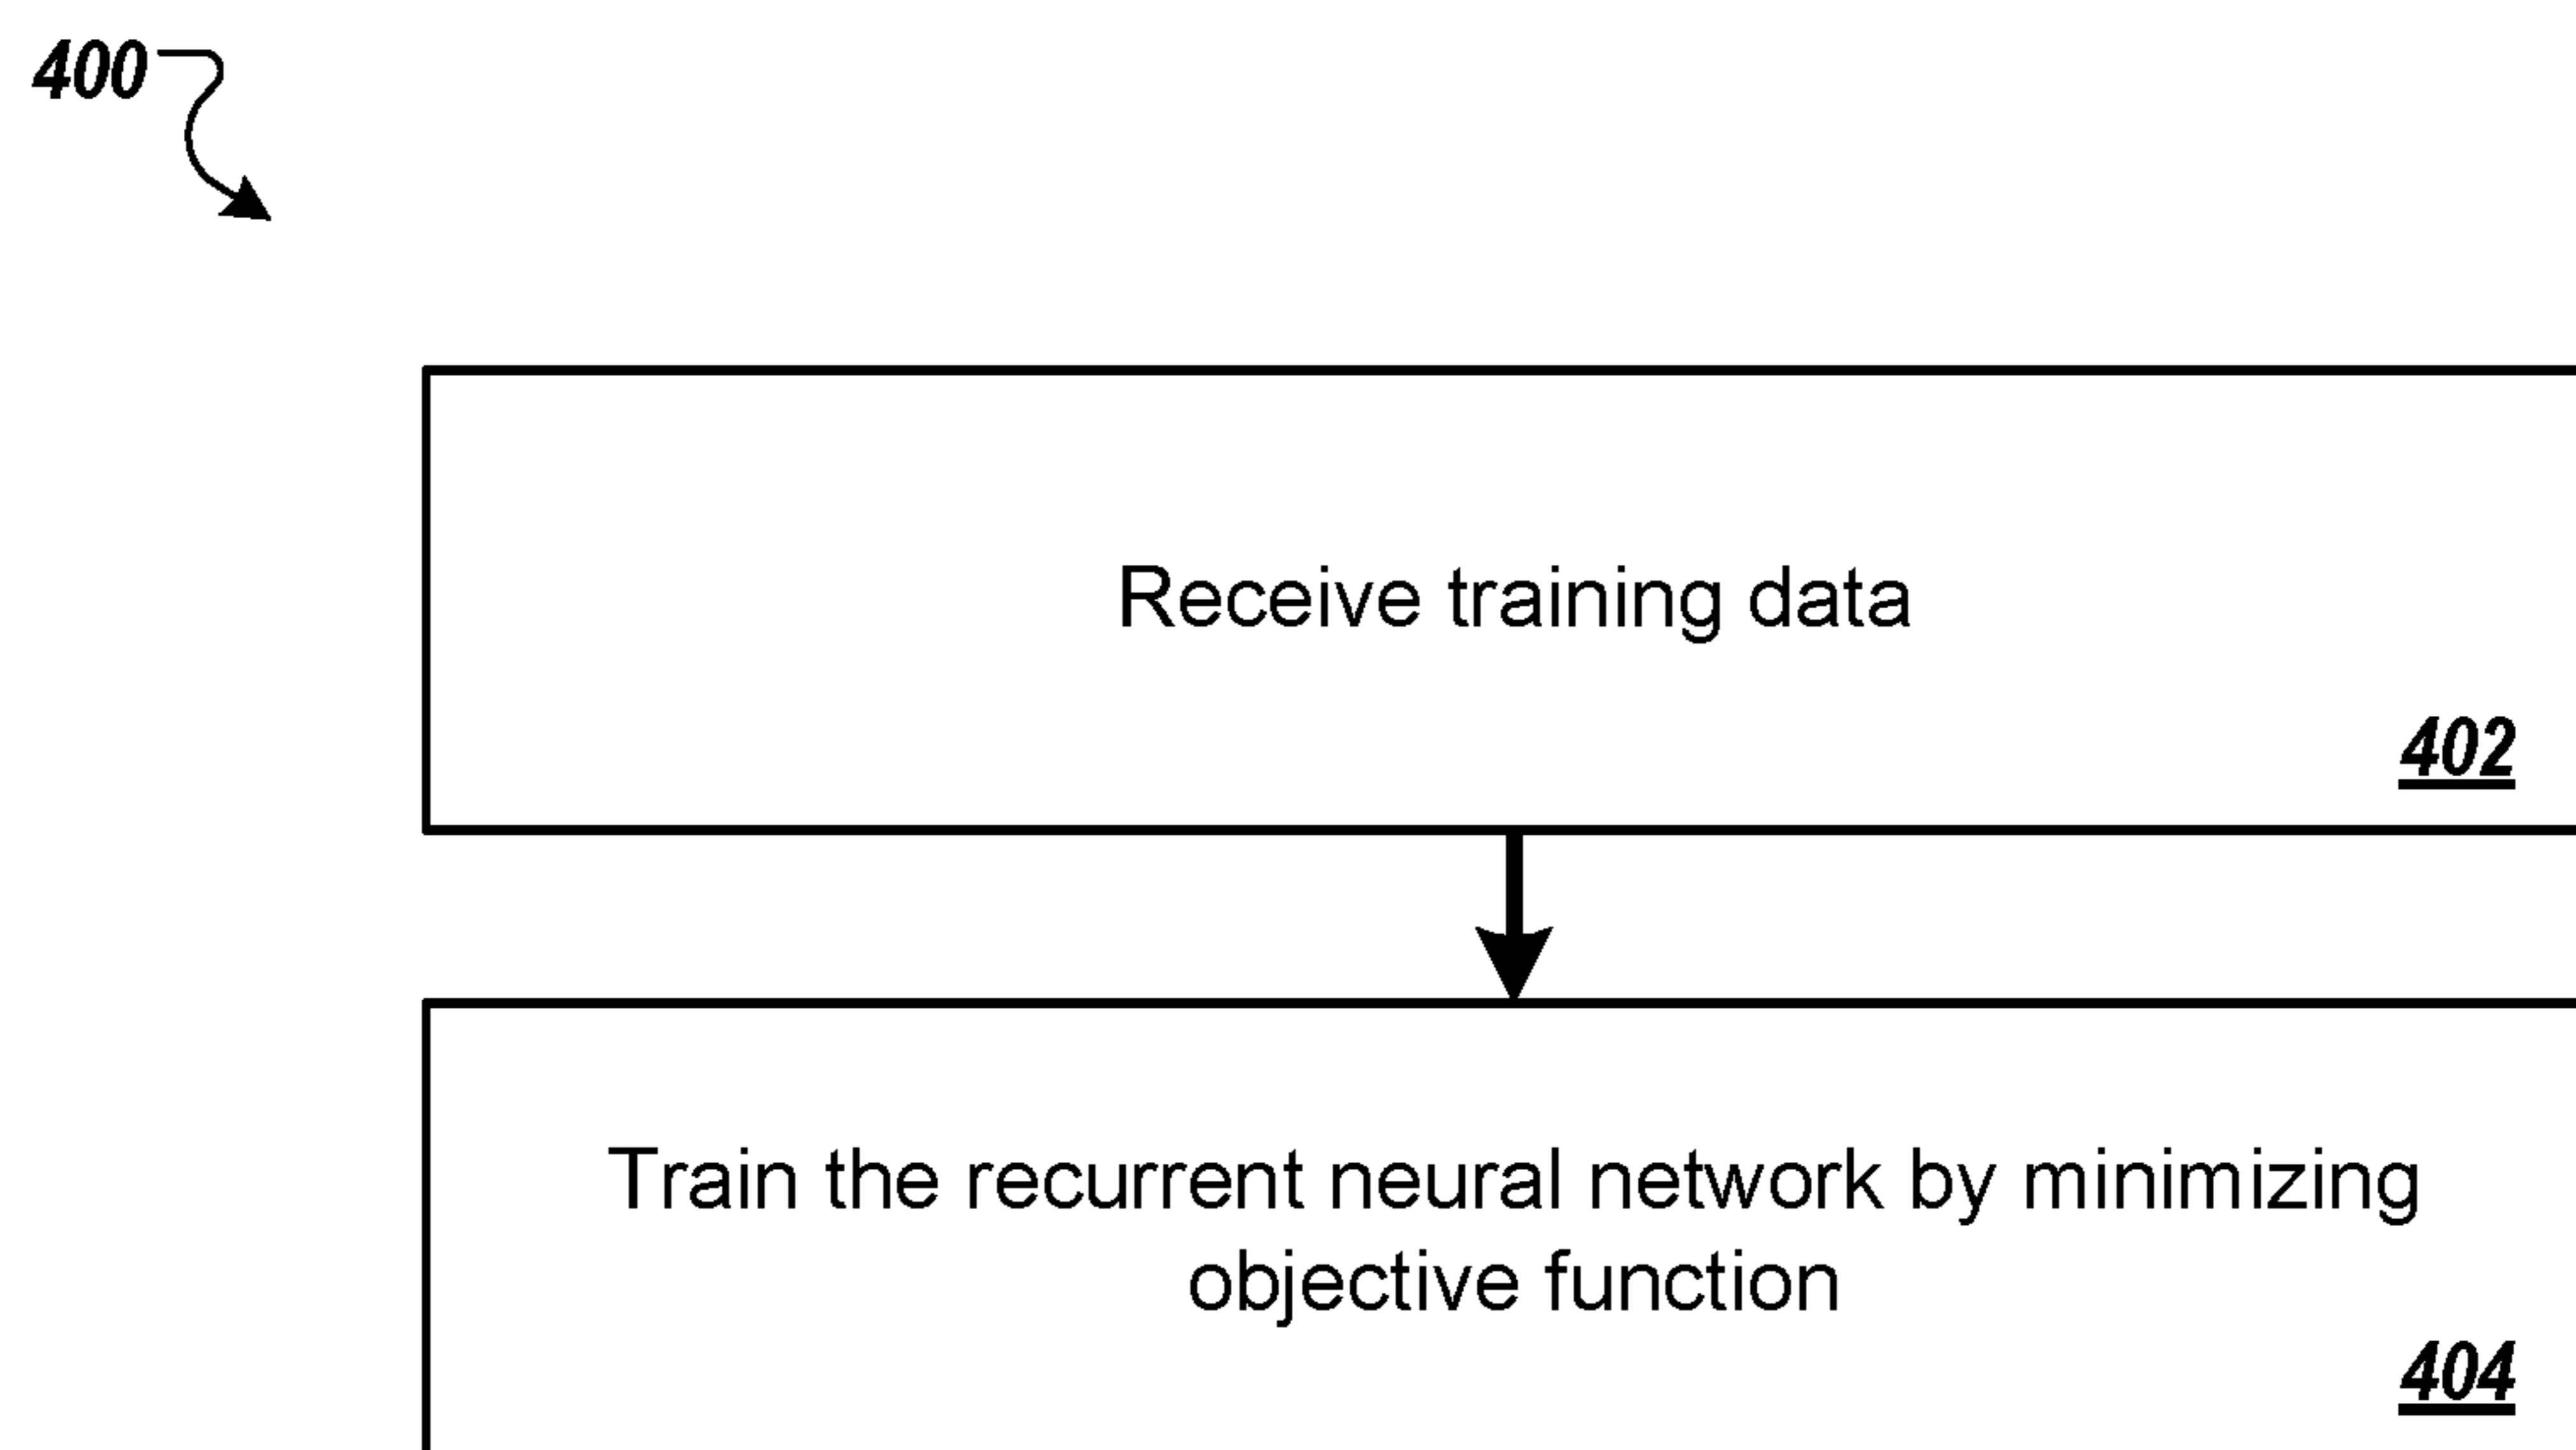 400
Receive training data
402
Train the recurrent neural network by minimizing
objective function
404